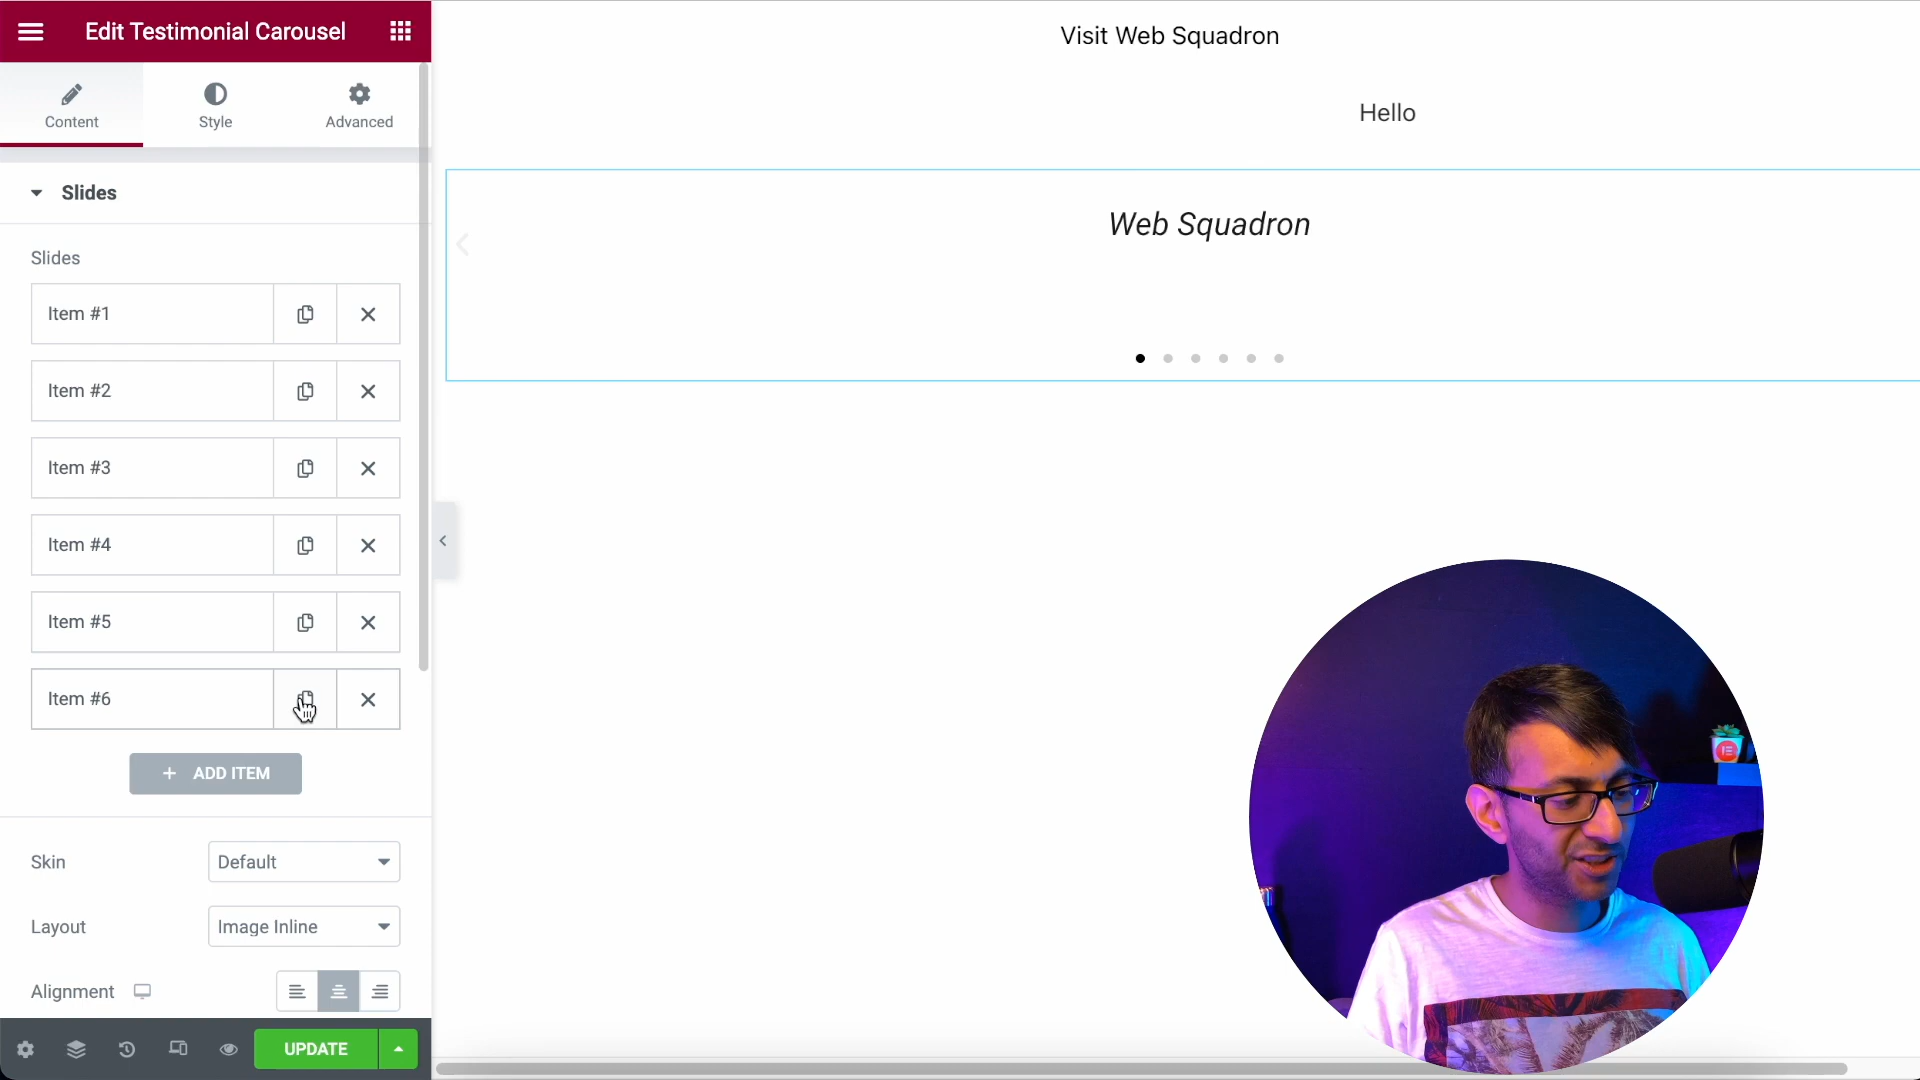 Edit Testimonial Carousel
Content
Style
Advanced
Slides
Slides
Item #1
Item #2
Item #3
Item #4
Item #5
Item #6
+ ADD ITEM
Skin
Default
Layout
Image Inline
Alignment
UPDATE
Visit Web Squadron
Hello
Web Squadron